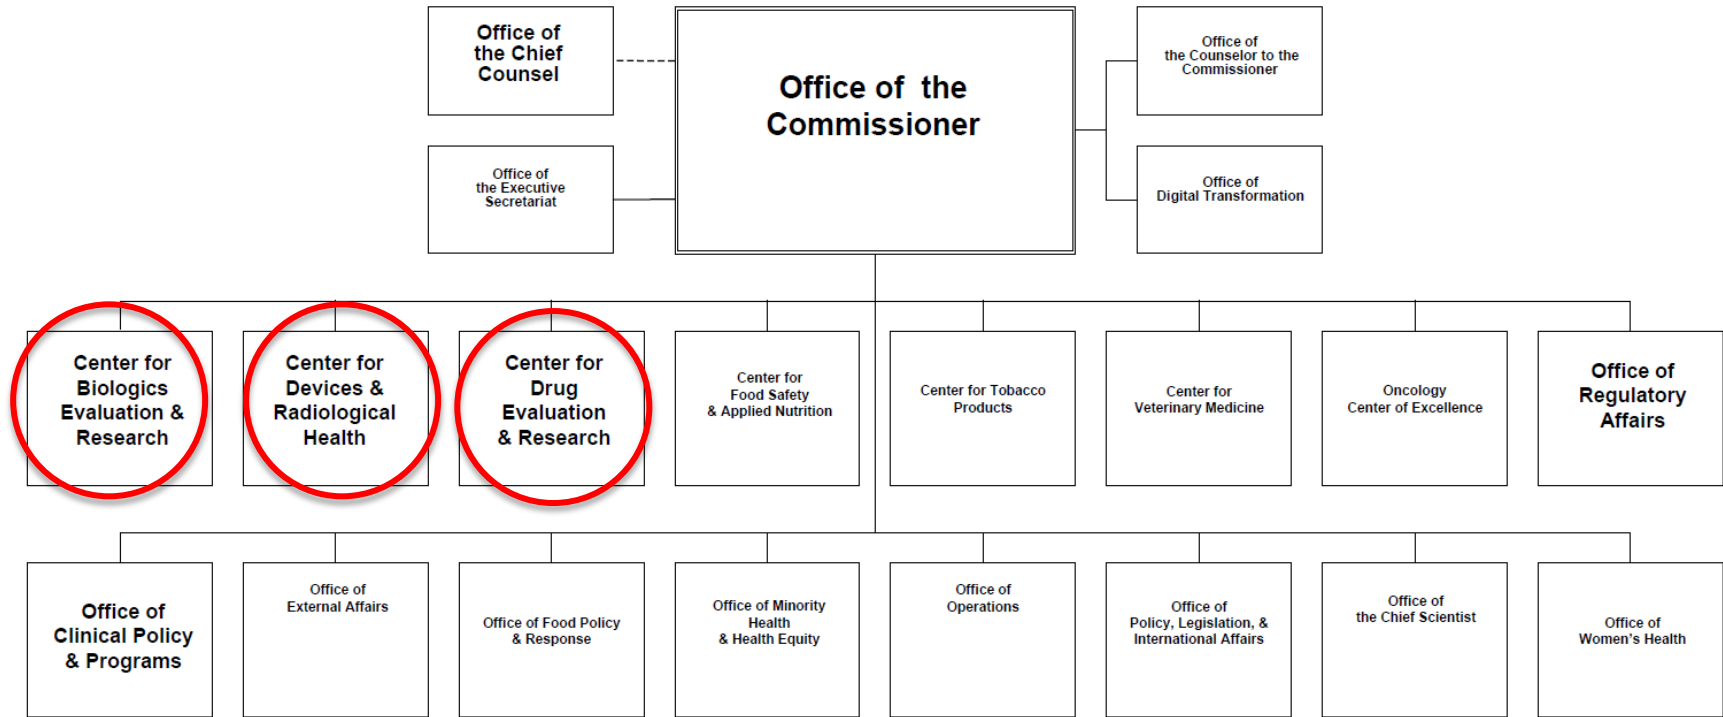 Office of
the Chief
Counsel
Office of the
Commissioner
Office of
the Counselor to the
Commissioner
Office of
the Executive
Secretariat
Office of
Digital Transformation
Center for
Biologics
Evaluation &
Research
Center for
Devices &
Radiological
Health
Center for
Drug
Evaluation
& Research
Center for
Food Safety
& Applied Nutrition
Center for Tobacco
Products
Center for
Veterinary Medicine
Oncology
Center of Excellence
Office of
Regulatory
Affairs
Office of
Clinical Policy
& Programs
Office of
External Affairs
Office of Food Policy
& Response
Office of Minority
Health
& Health Equity
Office of
Operations
Office of
Policy, Legislation, &
International Affairs
Office of
the Chief Scientist
Office of
Women's Health